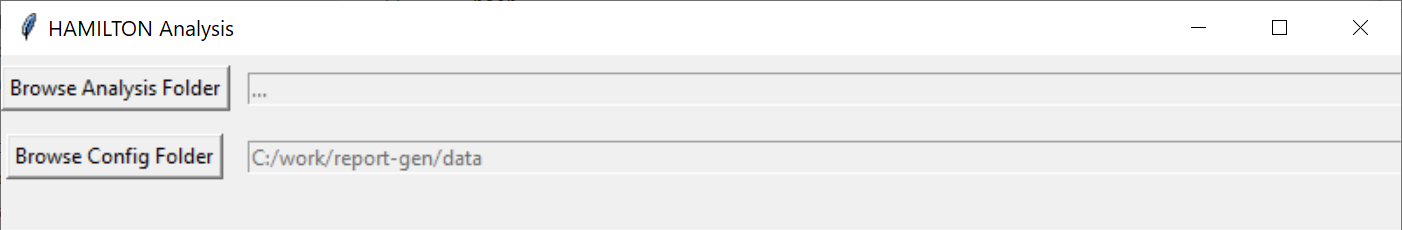 HAMILTON Analysis
Browse Analysis Folder ...
Browse Config Folder C:/work/report-gen/data